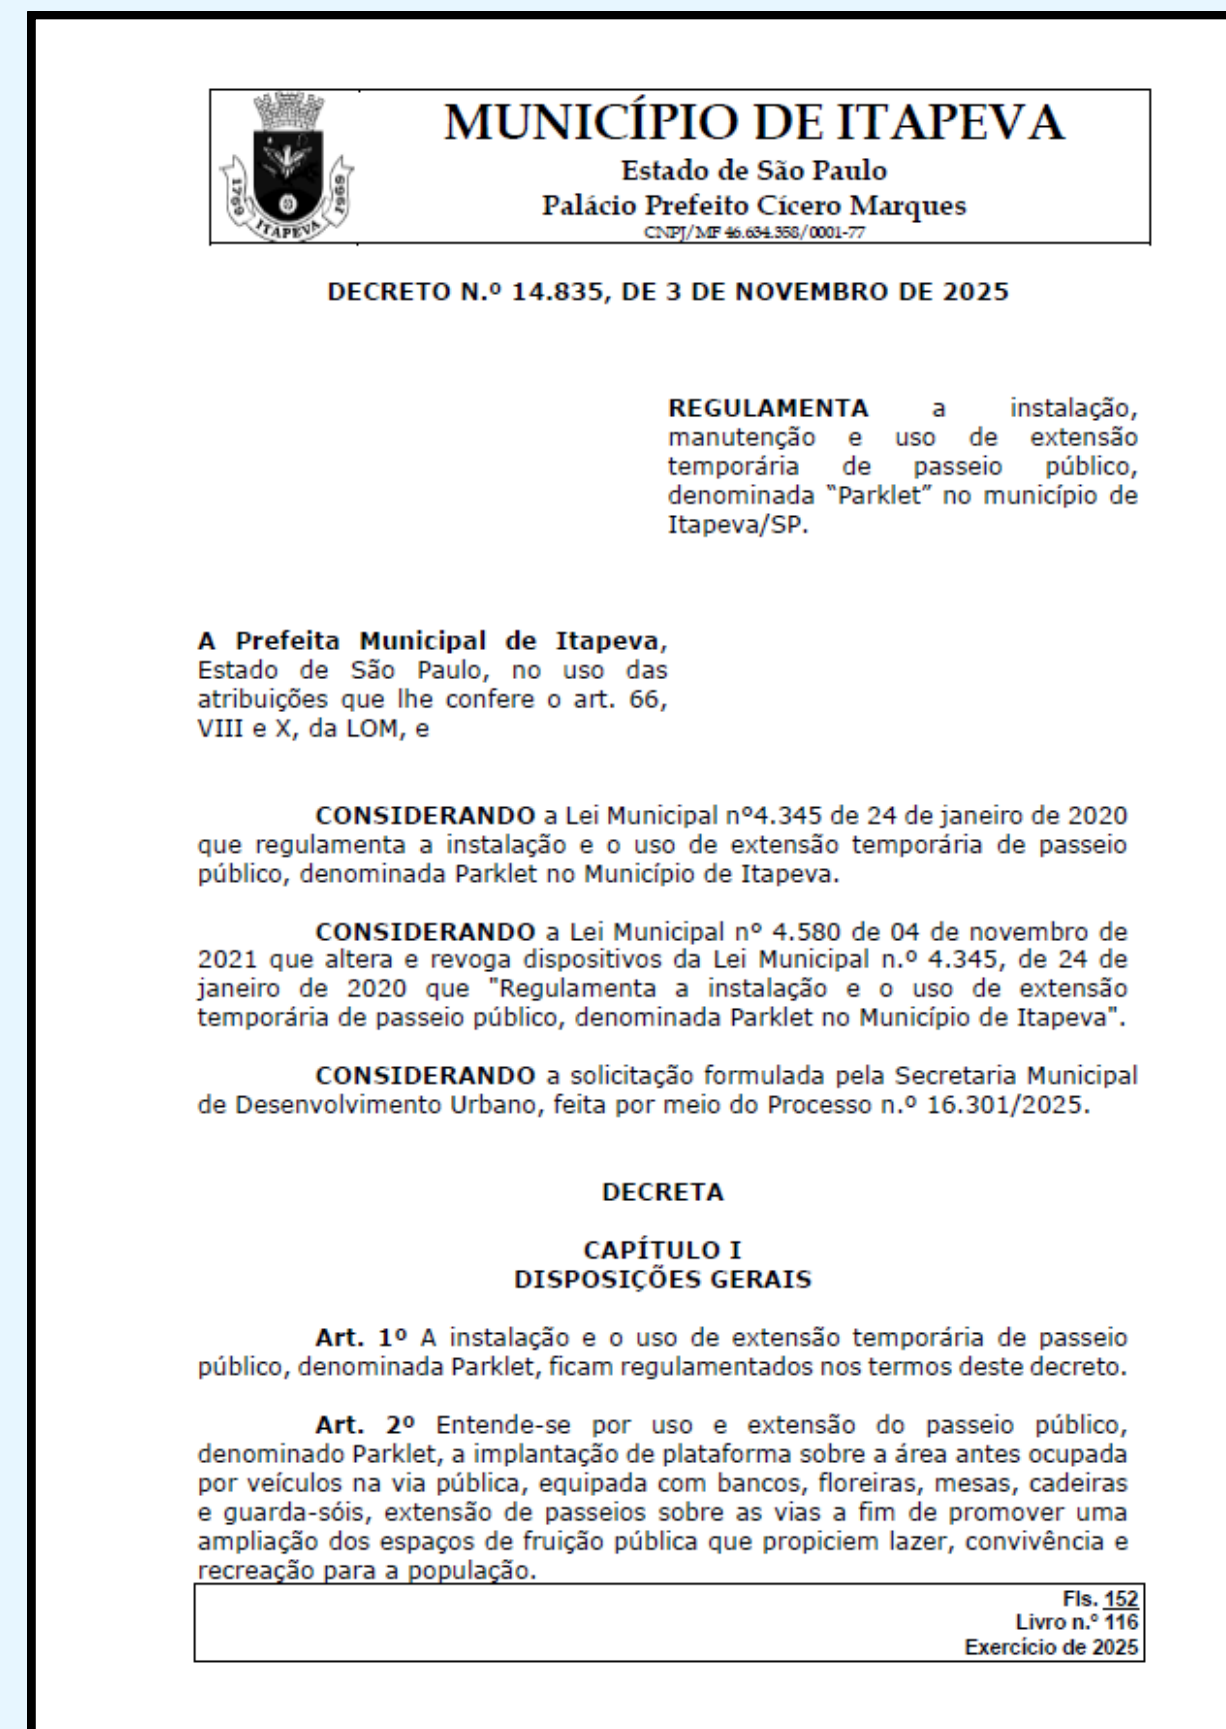 MUNICÍPIO DE ITAPEVA
Estado de São Paulo
Palácio Prefeito Cícero Marques
CNPJ/MF 46.634.358/0001-77
1769
ITAPEVA
1969
DECRETO N.º 14.835, DE 3 DE NOVEMBRO DE 2025
REGULAMENTA a instalação,
manutenção e uso de extensão
temporária de passeio público,
denominada “Parklet” no município de
Itapeva/SP.
A Prefeita Municipal de Itapeva,
Estado de São Paulo, no uso das
atribuições que lhe confere o art. 66,
VIII e X, da LOM, e
CONSIDERANDO a Lei Municipal nº4.345 de 24 de janeiro de 2020
que regulamenta a instalação e o uso de extensão temporária de passeio
público, denominada Parklet no Município de Itapeva.
CONSIDERANDO a Lei Municipal nº 4.580 de 04 de novembro de
2021 que altera e revoga dispositivos da Lei Municipal n.º 4.345, de 24 de
janeiro de 2020 que "Regulamenta a instalação e o uso de extensão
temporária de passeio público, denominada Parklet no Município de Itapeva".
CONSIDERANDO a solicitação formulada pela Secretaria Municipal
de Desenvolvimento Urbano, feita por meio do Processo n.º 16.301/2025.
DECRETA
CAPÍTULO I
DISPOSIÇÕES GERAIS
Art. 1º A instalação e o uso de extensão temporária de passeio
público, denominada Parklet, ficam regulamentados nos termos deste decreto.
Art. 2º Entende-se por uso e extensão do passeio público,
denominado Parklet, a implantação de plataforma sobre a área antes ocupada
por veículos na via pública, equipada com bancos, floreiras, mesas, cadeiras
e guarda-sóis, extensão de passeios sobre as vias a fim de promover uma
ampliação dos espaços de fruição pública que propiciem lazer, convivência e
recreação para a população.
Fls. 152
Livro n.º 116
Exercício de 2025